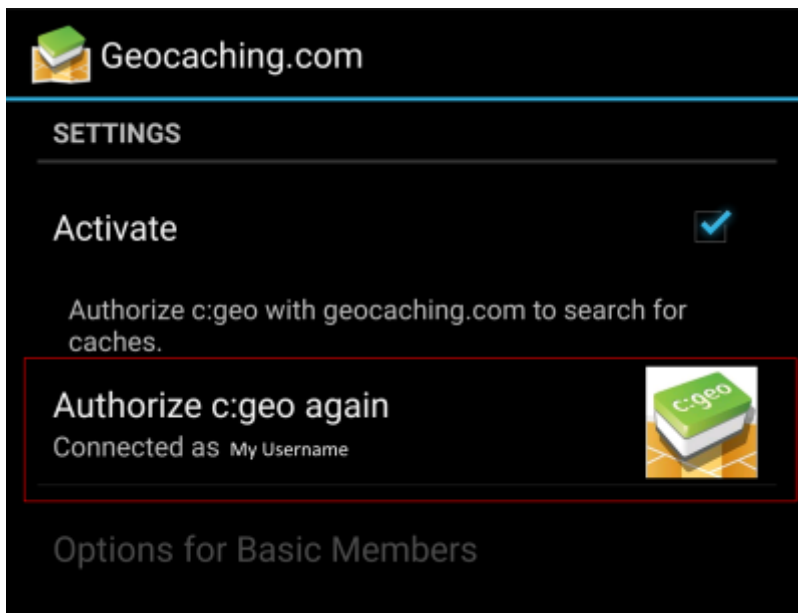 Geocaching.com
SETTINGS
Activate
Authorize c:geo with geocaching.com to search for
caches.
Authorize c:geo again
Connected as My Username
c:geo
Options for Basic Members